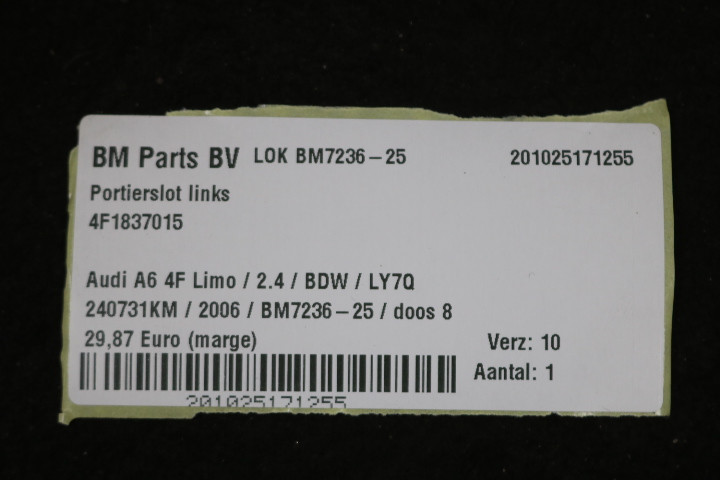 BM Parts BV LOK BM7236-25 201025171255
Portierslot links
4F1837015
Audi A6 4F Limo / 2.4 / BDW / LY7Q
240731KM / 2006 / BM7236-25 / doos 8
29,87 Euro (marge) Verz: 10
Aantal: 1
201025171255